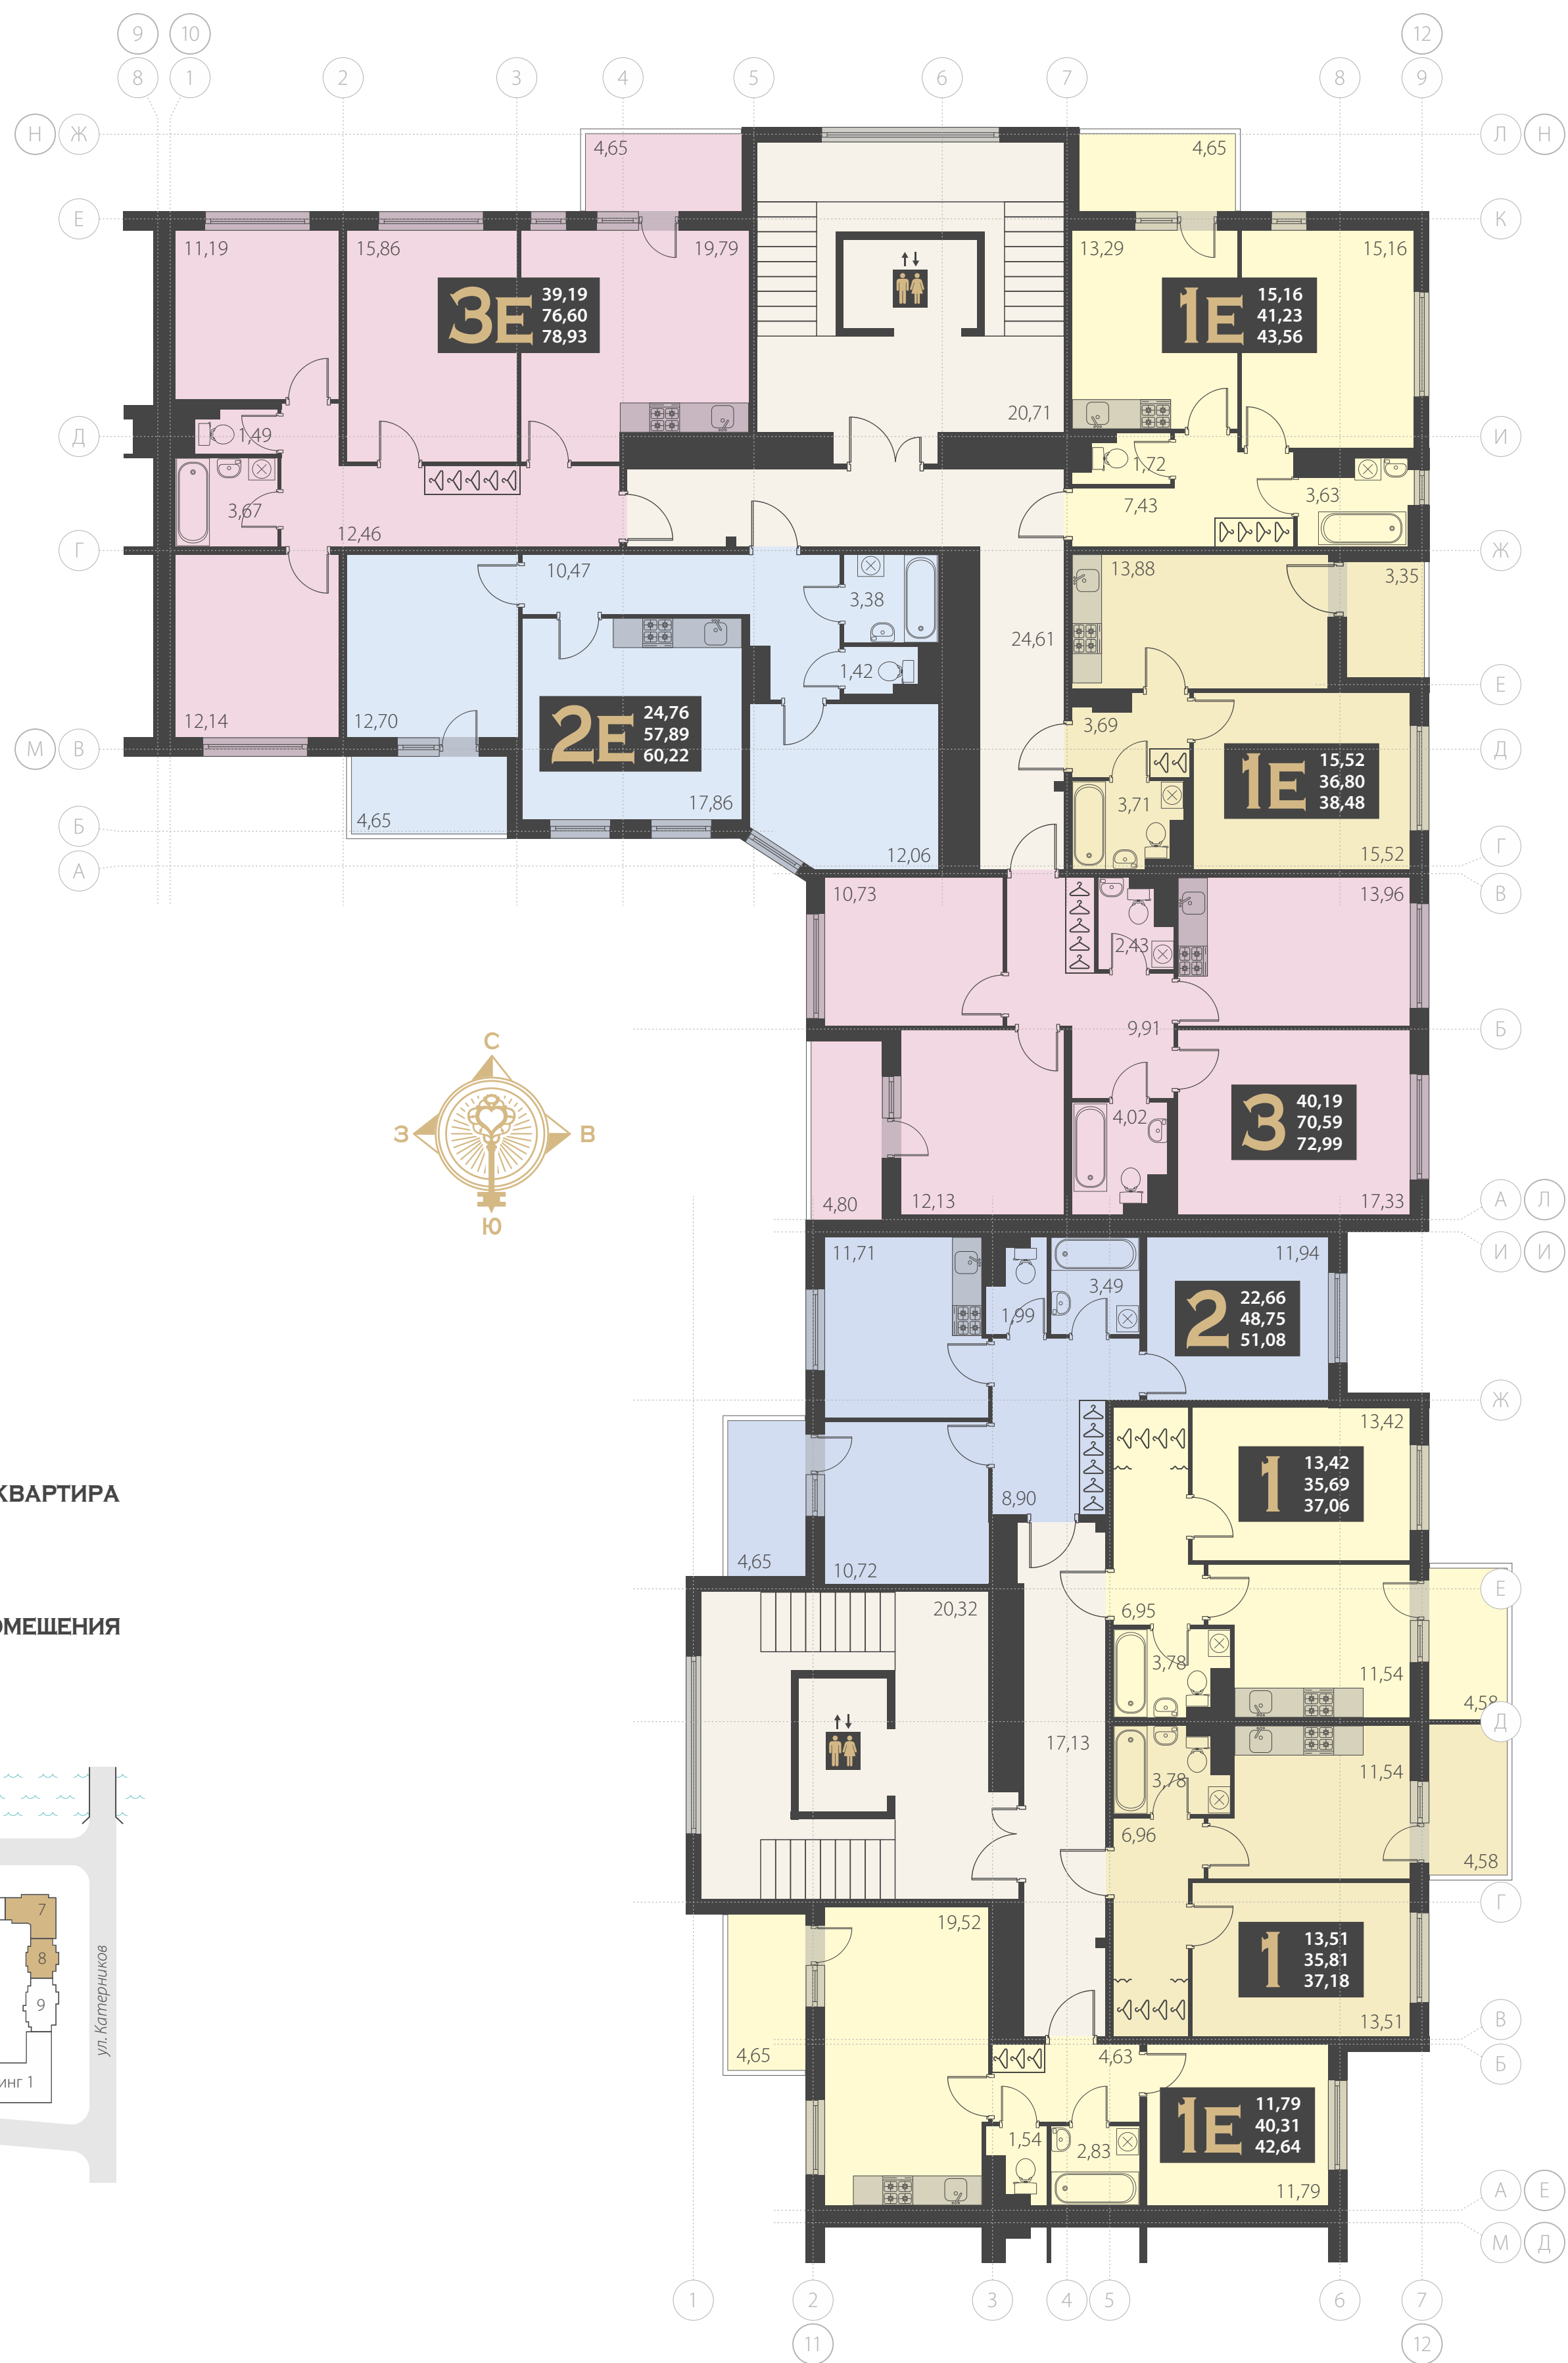 9 10 12
8 1 2 3 4 5 6 7 8 9
Н Ж Л Н
4,65 4,65
Е К
11,19 15,86 19,79 13,29 15,16
3Е 39,19
76,60
78,93
1Е 15,16
41,23
43,56
20,71
Д И
1,49 1,72
3,67 7,43 3,63
12,46
Г Ж
10,47 13,88 3,35
3,38
24,61
1,42
Е
12,14 12,70 3,69
2Е 24,76
57,89
60,22
М В Д
1Е 15,52
36,80
38,48
17,86 3,71
4,65
Б Г
12,06 15,52
А В
10,73 13,96
2,43
9,91 Б
С
З В
Ю
4,02
3 40,19
70,59
72,99
4,80 12,13 17,33
А Л
И И
11,71 11,94
3,49
1,99
2 22,66
48,75
51,08
Ж
13,42
1 13,42
35,69
37,06
КВАРТИРА
8,90
4,65 10,72
Е
20,32 6,95
ОМЕЩЕНИЯ
3,78 11,54
4,58
Д
17,13
3,78 11,54
6,96
4,58
Г
7
19,52
8
1 13,51
35,81
37,18
9
ул. Катерников
13,51
В
4,65 4,63 Б
инг 1
1Е 11,79
40,31
42,64
1,54 2,83
11,79
А Е
М Д
1 2 3 4 5 6 7
11 12